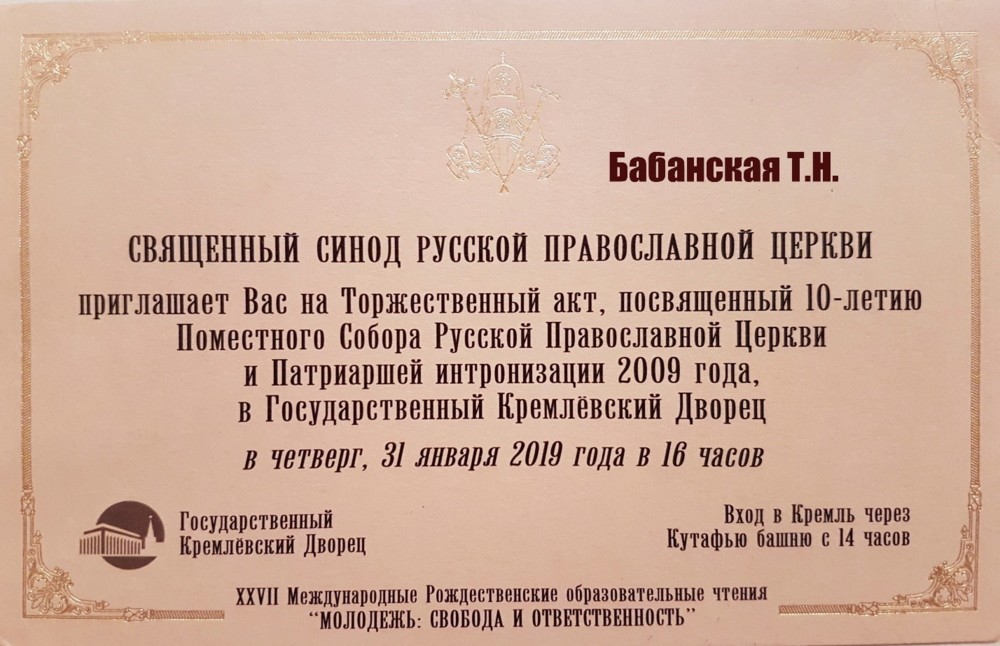 Бабанская Т.Н.
СВЯЩЕННЫЙ СИНОД РУССКОЙ ПРАВОСЛАВНОЙ ЦЕРКВИ
приглашает Вас на Торжественный акт, посвященный 10-летию
Поместного Собора Русской Православной Церкви
и Патриаршей интронизации 2009 года,
в Государственный Кремлёвский Дворец
в четверг, 31 января 2019 года в 16 часов
Государственный
Кремлёвский Дворец
Вход в Кремль через
Кутафью башню с 14 часов
XXVII Международные Рождественские образовательные чтения
"МОЛОДЕЖЬ: СВОБОДА И ОТВЕТСТВЕННОСТЬ"